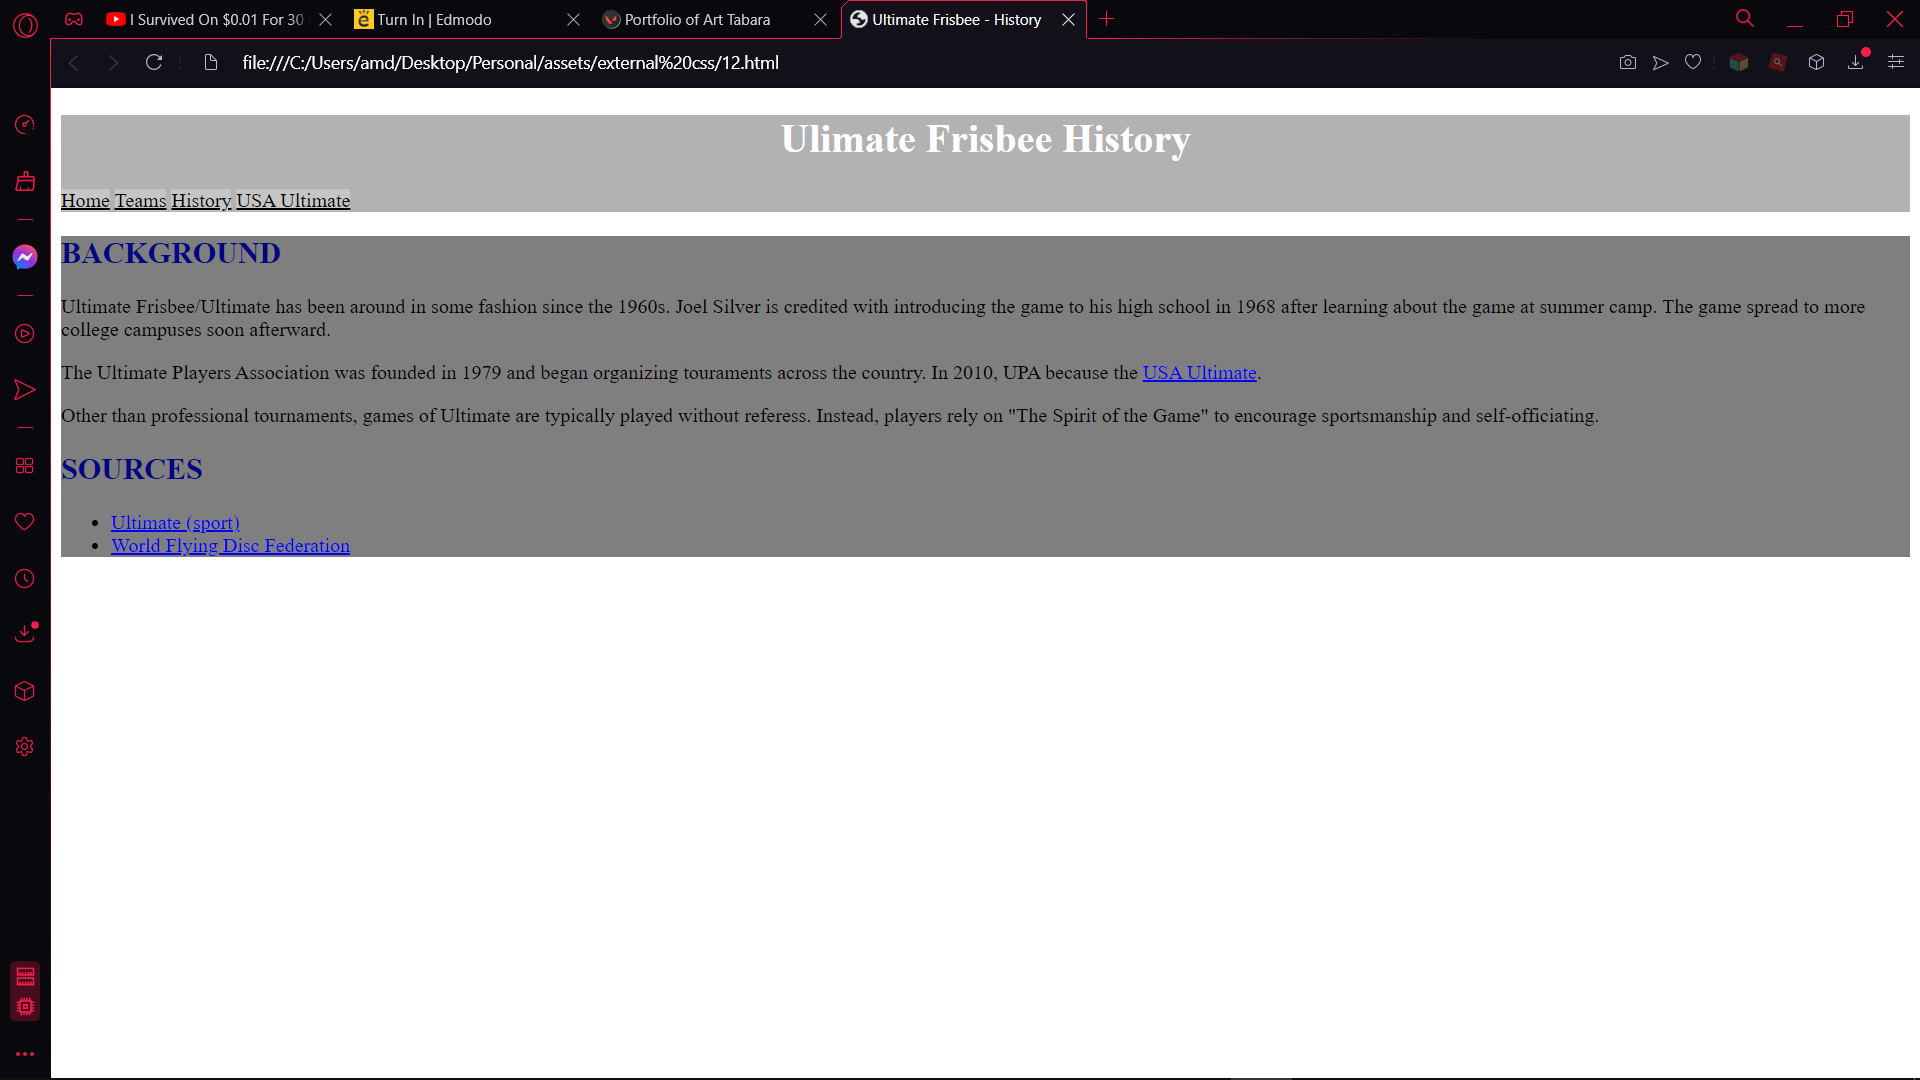 I Survived On $0.01 For 30
Turn In | Edmodo
Portfolio of Art Tabara
Ultimate Frisbee - History
file:///C:/Users/amd/Desktop/Personal/assets/external%20css/12.html
Ulimate Frisbee History
Home Teams History USA Ultimate
BACKGROUND
Ultimate Frisbee/Ultimate has been around in some fashion since the 1960s. Joel Silver is credited with introducing the game to his high school in 1968 after learning about the game at summer camp. The game spread to more
college campuses soon afterward.
The Ultimate Players Association was founded in 1979 and began organizing touraments across the country. In 2010, UPA because the USA Ultimate.
Other than professional tournaments, games of Ultimate are typically played without referess. Instead, players rely on "The Spirit of the Game" to encourage sportsmanship and self-officiating.
SOURCES
Ultimate (sport)
World Flying Disc Federation